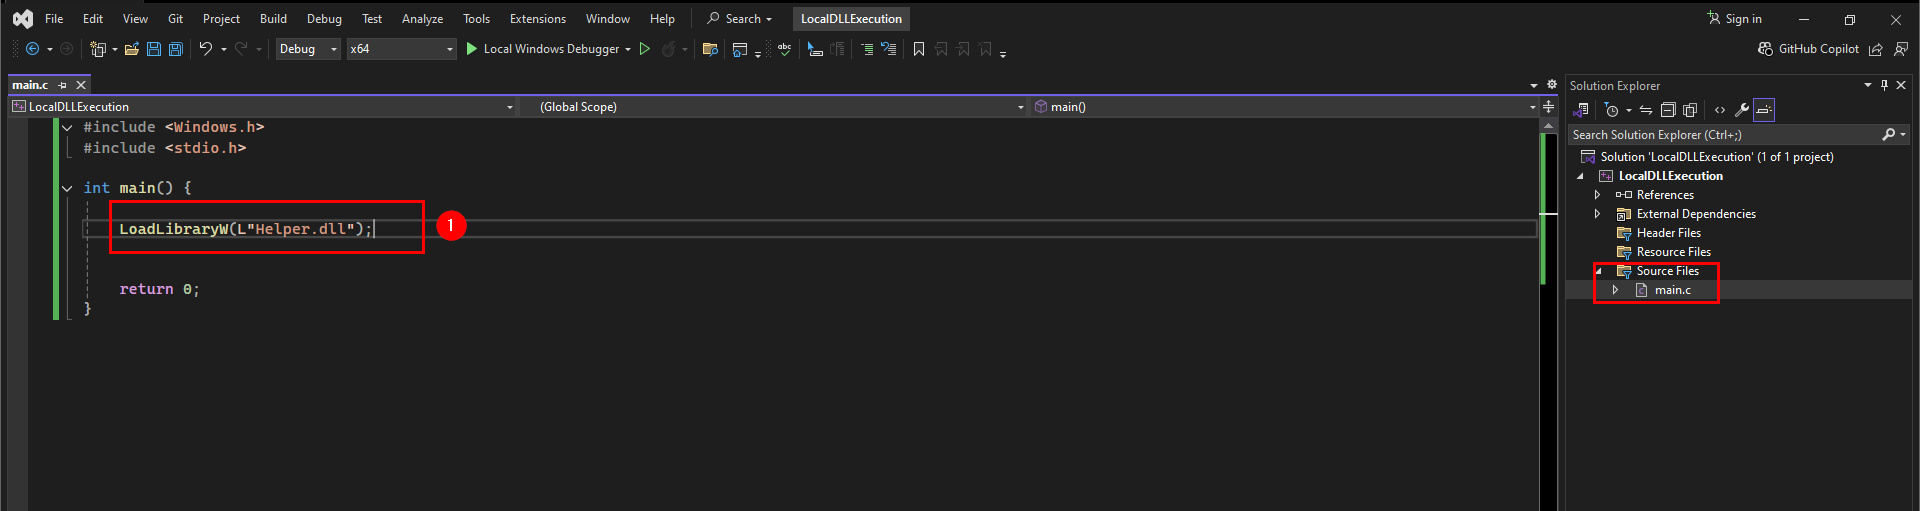 File Edit View Git Project Build Debug Test Analyze Tools Extensions Window Help Search LocalDLLExecution Sign in
Debug x64 Local Windows Debugger abc GitHub Copilot
main.c
LocalDLLExecution (Global Scope) main()
#include <Windows.h>
#include <stdio.h>
int main() {
LoadLibraryW(L"Helper.dll");
1
return 0;
}
Solution Explorer
Search Solution Explorer (Ctrl+;)
Solution 'LocalDLLExecution' (1 of 1 project)
LocalDLLExecution
References
External Dependencies
Header Files
Resource Files
Source Files
main.c